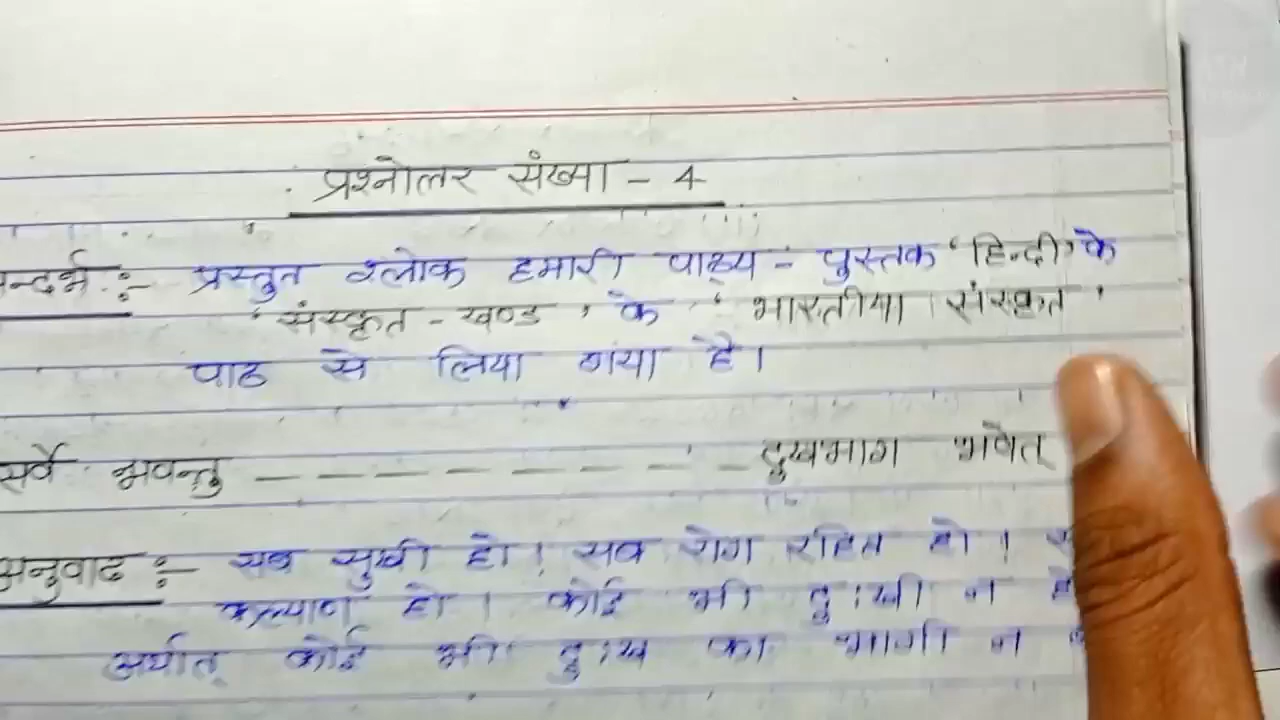 प्रश्नोत्तर संख्या - 4
न्दर्भ :- प्रस्तुत श्लोक हमारी पाठ्य - पुस्तक 'हिन्दी' के
'संस्कृत - खण्ड' के 'भारतीया संस्कृत'
पाठ से लिया गया है।
सर्वे भवन्तु - - - - - - - - - दुखभाग भवेत्
अनुवाद :- सब सुखी हो। सब रोग रहित हो।
कल्याण हो। कोई भी दुःखी न
अर्थात् कोई भी दुःख का भागी न